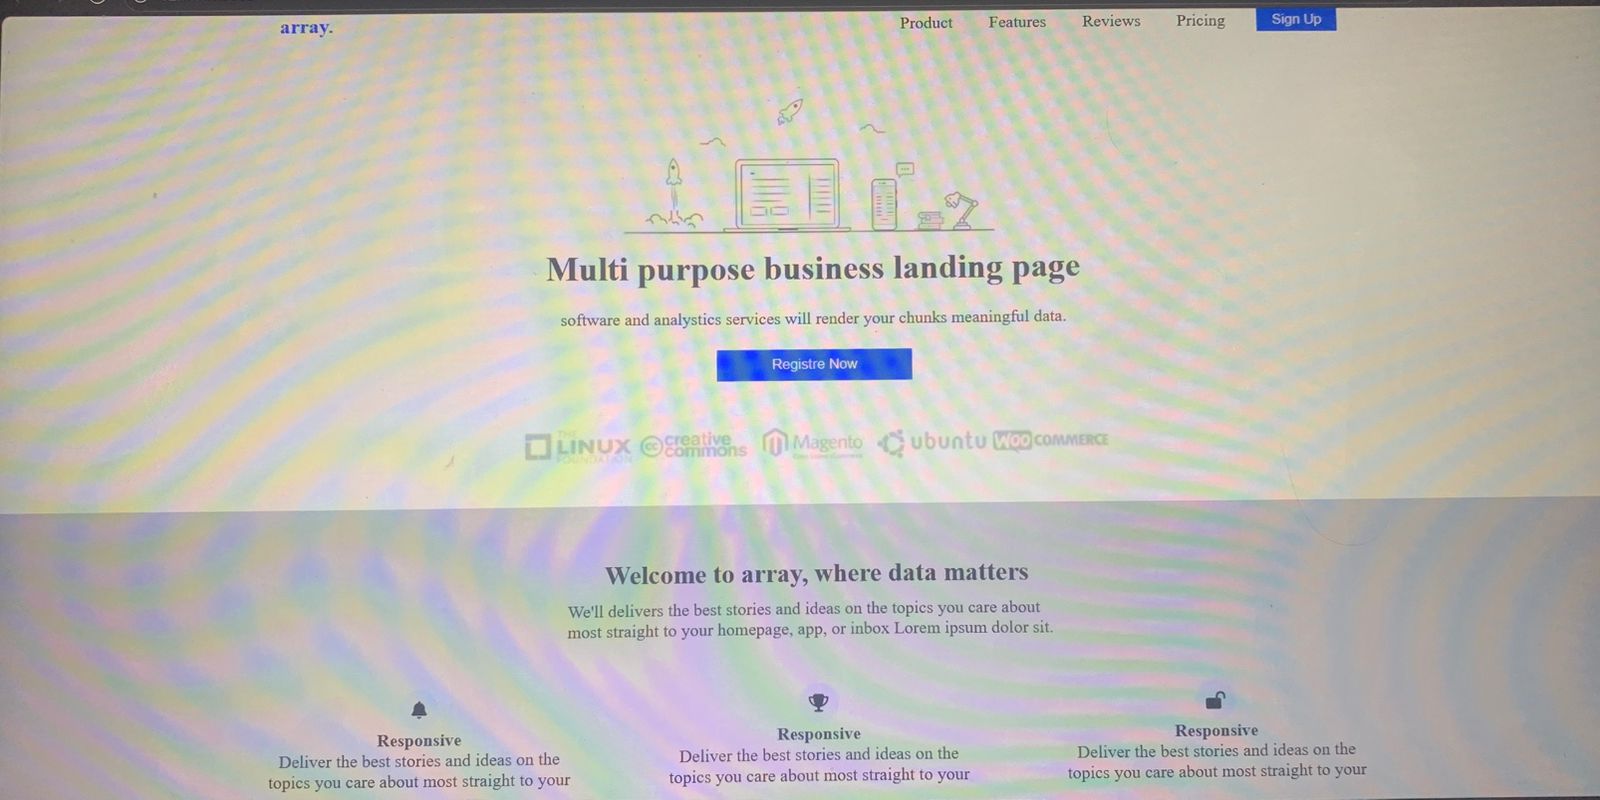 array.
Product Features Reviews Pricing Sign Up
Multi purpose business landing page
software and analystics services will render your chunks meaningful data.
Registre Now
THE
LINUX
FOUNDATION
cc creative
commons
Magento
ubuntu
WOO COMMERCE
Welcome to array, where data matters
We'll delivers the best stories and ideas on the topics you care about
most straight to your homepage, app, or inbox Lorem ipsum dolor sit.
Responsive
Deliver the best stories and ideas on the
topics you care about most straight to your
Responsive
Deliver the best stories and ideas on the
topics you care about most straight to your
Responsive
Deliver the best stories and ideas on the
topics you care about most straight to your